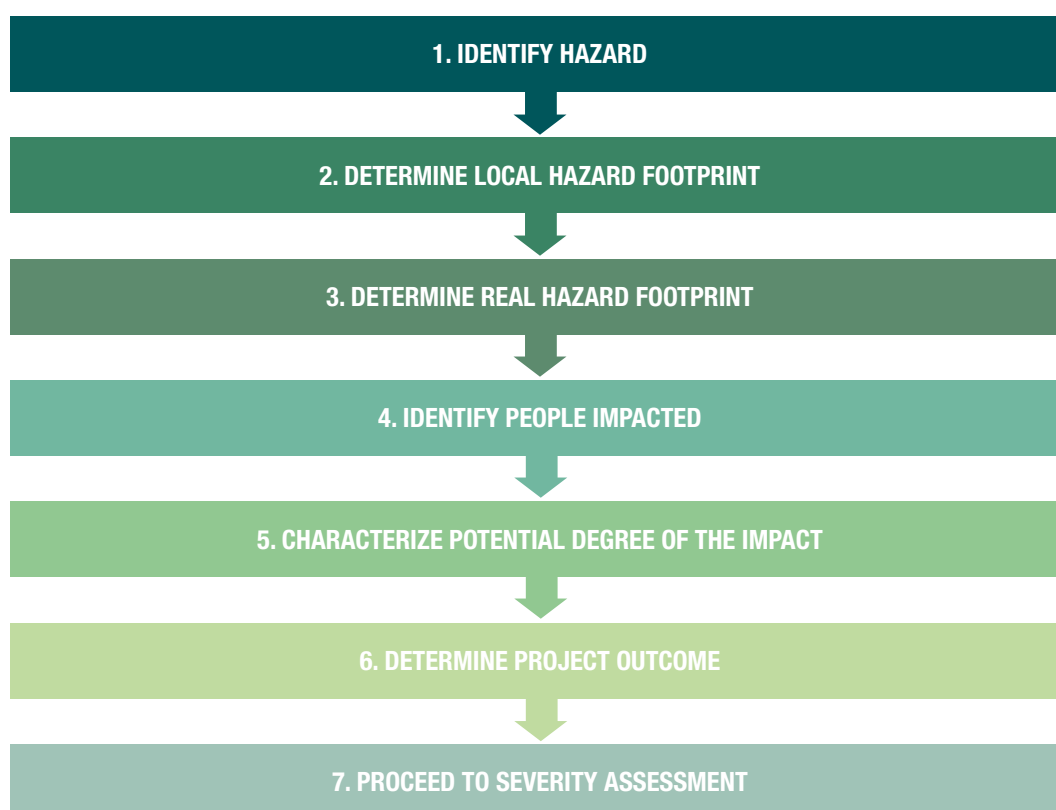 1. IDENTIFY HAZARD
2. DETERMINE LOCAL HAZARD FOOTPRINT
3. DETERMINE REAL HAZARD FOOTPRINT
4. IDENTIFY PEOPLE IMPACTED
5. CHARACTERIZE POTENTIAL DEGREE OF THE IMPACT
6. DETERMINE PROJECT OUTCOME
7. PROCEED TO SEVERITY ASSESSMENT